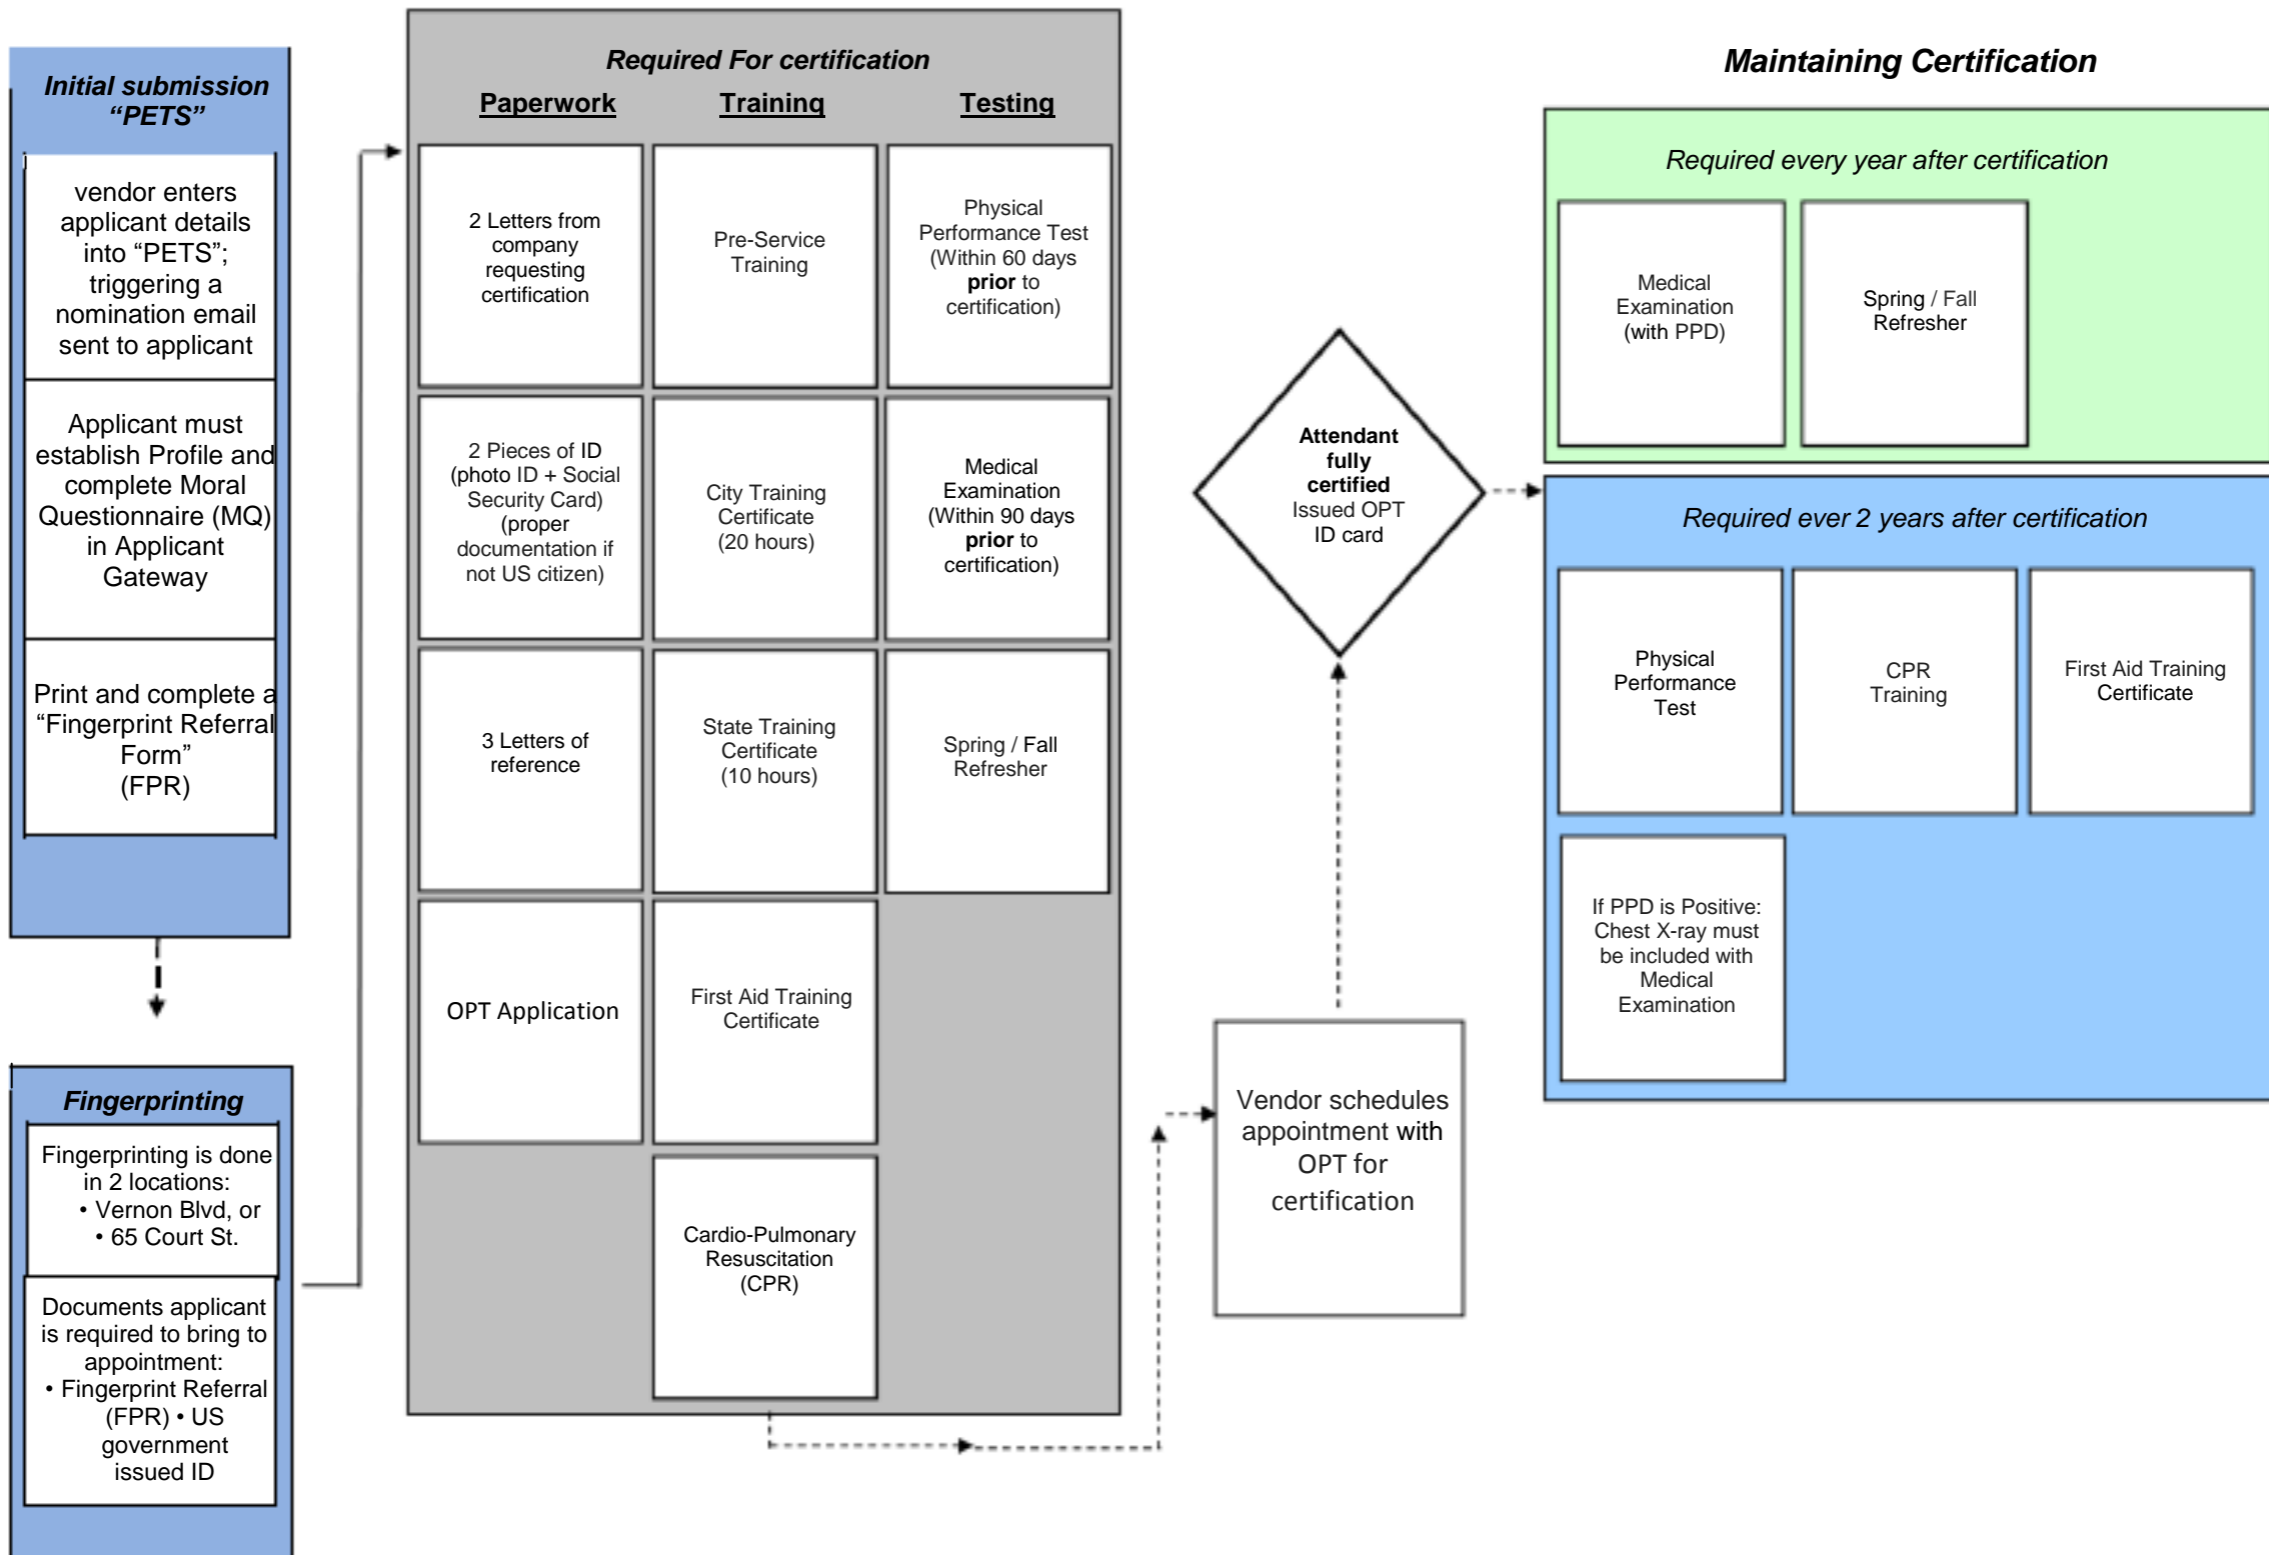 Initial submission
“PETS”
vendor enters
applicant details
into “PETS”;
triggering a
nomination email
sent to applicant
Applicant must
establish Profile and
complete Moral
Questionnaire (MQ)
in Applicant
Gateway
Print and complete a
“Fingerprint Referral
Form”
(FPR)
Fingerprinting
Fingerprinting is done
in 2 locations:
• Vernon Blvd, or
• 65 Court St.
Documents applicant
is required to bring to
appointment:
• Fingerprint Referral
(FPR) • US
government
issued ID
Required For certification
Paperwork
Training
Testing
2 Letters from
company
requesting
certification
Pre-Service
Training
Physical
Performance Test
(Within 60 days
prior to
certification)
2 Pieces of ID
(photo ID + Social
Security Card)
(proper
documentation if
not US citizen)
City Training
Certificate
(20 hours)
Medical
Examination
(Within 90 days
prior to
certification)
3 Letters of
reference
State Training
Certificate
(10 hours)
Spring / Fall
Refresher
OPT Application
First Aid Training
Certificate
Cardio-Pulmonary
Resuscitation
(CPR)
Vendor schedules
appointment with
OPT for
certification
Attendant
fully
certified
Issued OPT
ID card
Maintaining Certification
Required every year after certification
Medical
Examination
(with PPD)
Spring / Fall
Refresher
Required ever 2 years after certification
Physical
Performance
Test
CPR
Training
First Aid Training
Certificate
If PPD is Positive:
Chest X-ray must
be included with
Medical
Examination